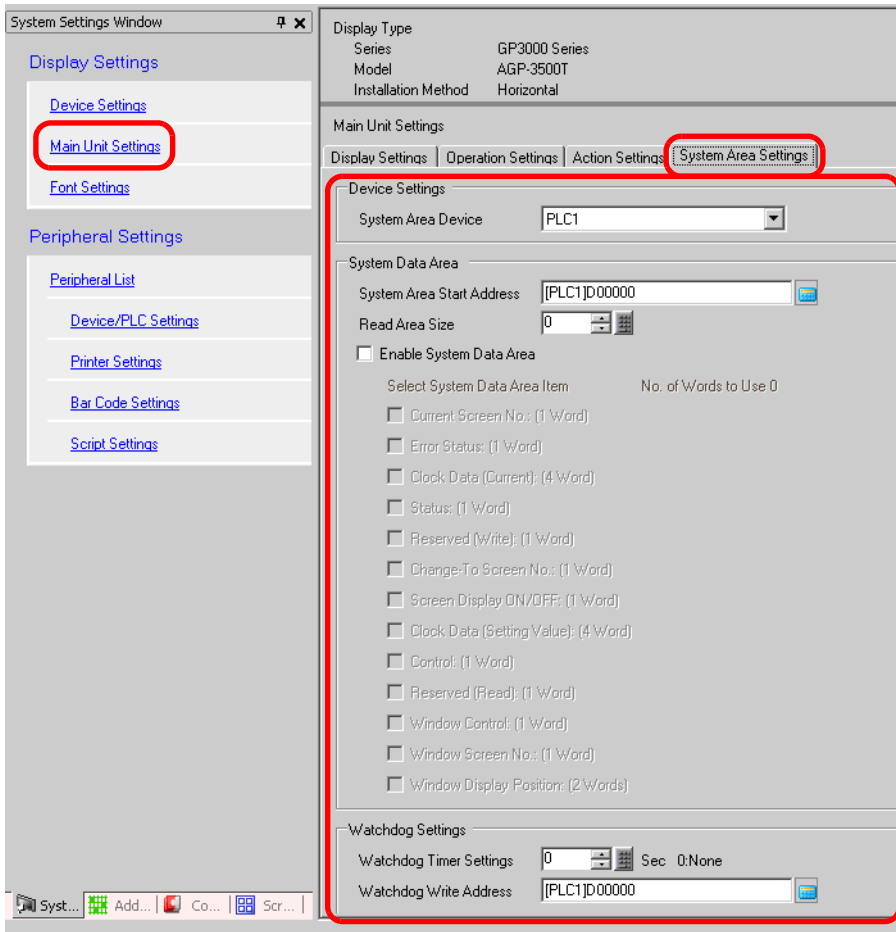 System Settings Window
Display Settings
Device Settings
Main Unit Settings
Font Settings
Peripheral Settings
Peripheral List
Device/PLC Settings
Printer Settings
Bar Code Settings
Script Settings
Syst... Add... Co... Scr...
Display Type
Series GP3000 Series
Model AGP-3500T
Installation Method Horizontal
Main Unit Settings
Display Settings Operation Settings Action Settings System Area Settings
Device Settings
System Area Device PLC1
System Data Area
System Area Start Address [PLC1]D00000
Read Area Size 0
Enable System Data Area
Select System Data Area Item No. of Words to Use 0
Current Screen No.: (1 Word)
Error Status: (1 Word)
Clock Data (Current): (4 Word)
Status: (1 Word)
Reserved (Write): (1 Word)
Change-To Screen No.: (1 Word)
Screen Display ON/OFF: (1 Word)
Clock Data (Setting Value): (4 Word)
Control: (1 Word)
Reserved (Read): (1 Word)
Window Control: (1 Word)
Window Screen No.: (1 Word)
Window Display Position: (2 Words)
Watchdog Settings
Watchdog Timer Settings 0 Sec 0:None
Watchdog Write Address [PLC1]D00000